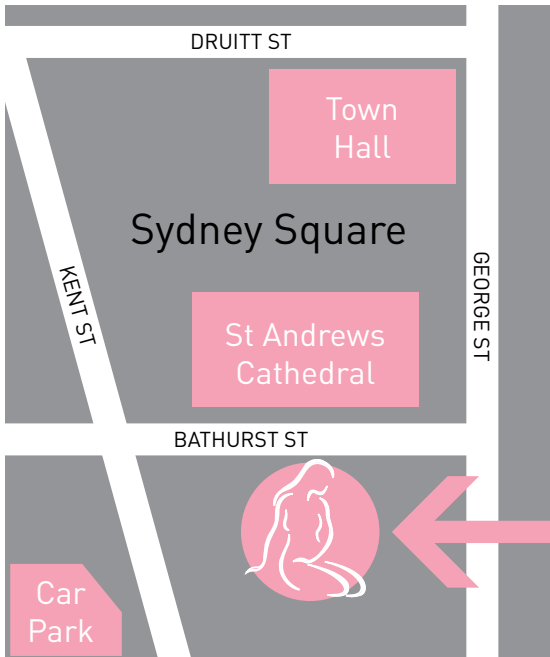 DRUITT ST
Town
Hall
Sydney Square
GEORGE ST
KENT ST
St Andrews
Cathedral
BATHURST ST
Car
Park